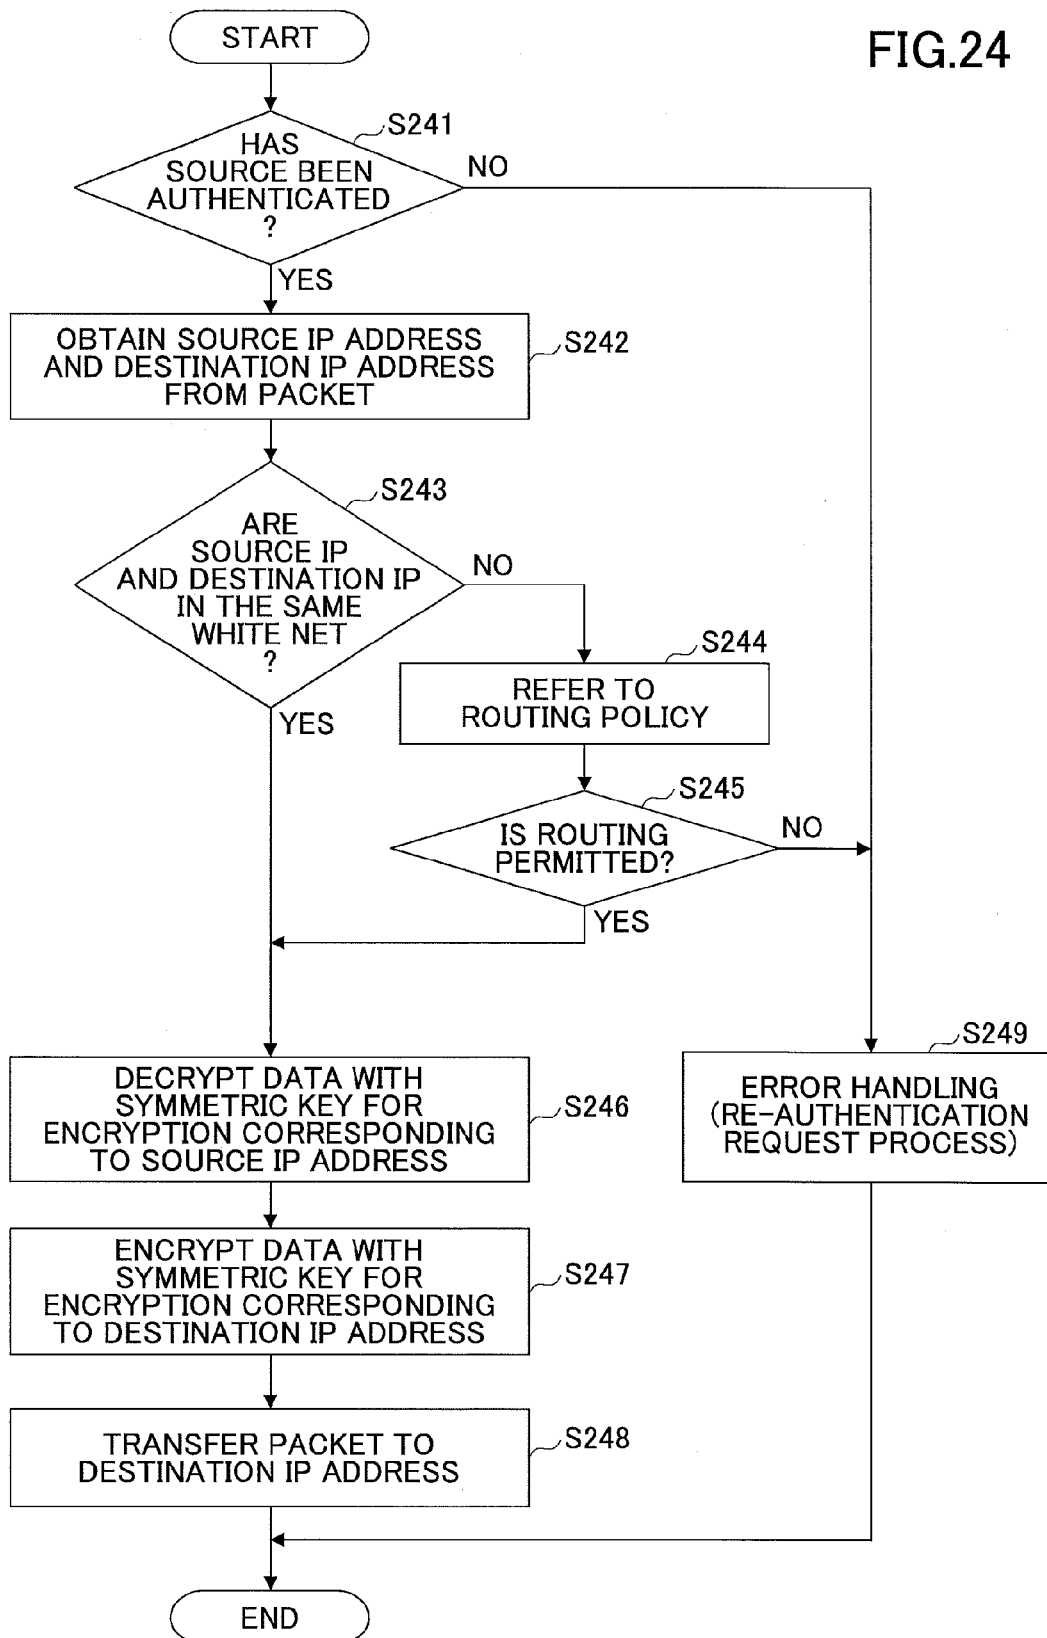 FIG.24
START
S241
HAS
SOURCE BEEN
AUTHENTICATED
?
NO
YES
OBTAIN SOURCE IP ADDRESS
AND DESTINATION IP ADDRESS
FROM PACKET
S242
S243
ARE
SOURCE IP
AND DESTINATION IP
IN THE SAME
WHITE NET
?
NO
YES
S244
REFER TO
ROUTING POLICY
S245
IS ROUTING
PERMITTED?
NO
YES
DECRYPT DATA WITH
SYMMETRIC KEY FOR
ENCRYPTION CORRESPONDING
TO SOURCE IP ADDRESS
S246
S249
ERROR HANDLING
(RE-AUTHENTICATION
REQUEST PROCESS)
ENCRYPT DATA WITH
SYMMETRIC KEY FOR
ENCRYPTION CORRESPONDING
TO DESTINATION IP ADDRESS
S247
TRANSFER PACKET TO
DESTINATION IP ADDRESS
S248
END